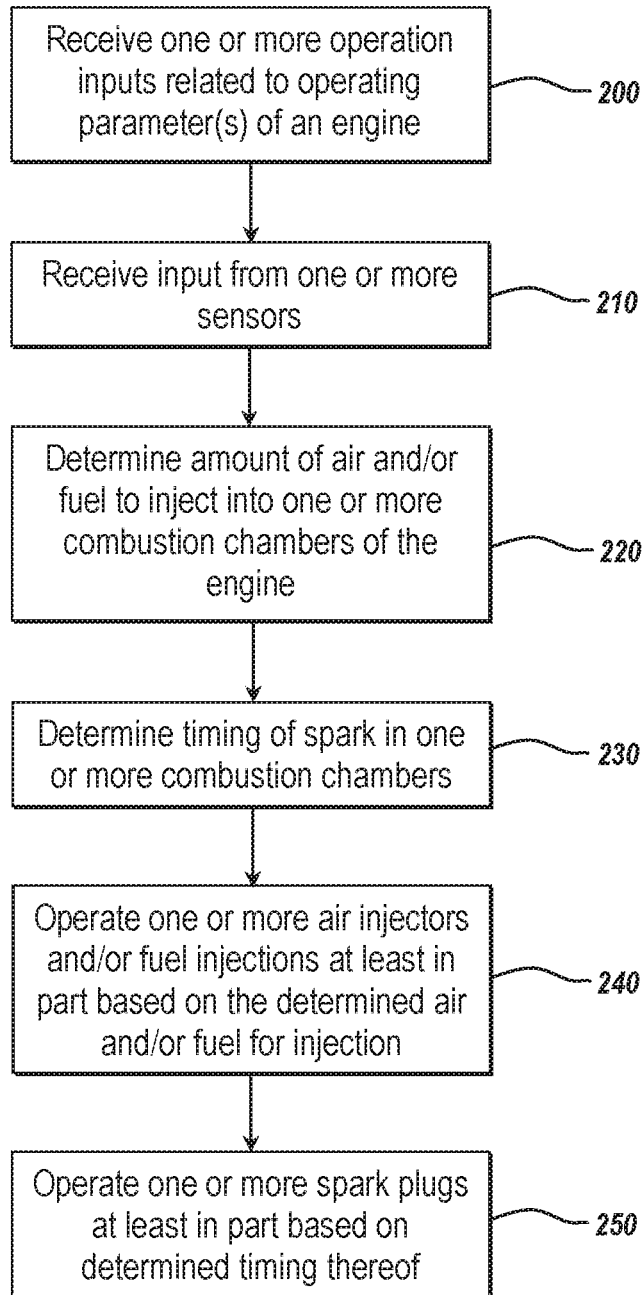 Receive one or more operation
inputs related to operating
parameter(s) of an engine
200
Receive input from one or more
sensors
210
Determine amount of air and/or
fuel to inject into one or more
combustion chambers of the
engine
220
Determine timing of spark in one
or more combustion chambers
230
Operate one or more air injectors
and/or fuel injections at least in
part based on the determined air
and/or fuel for injection
240
Operate one or more spark plugs
at least in part based on
determined timing thereof
250